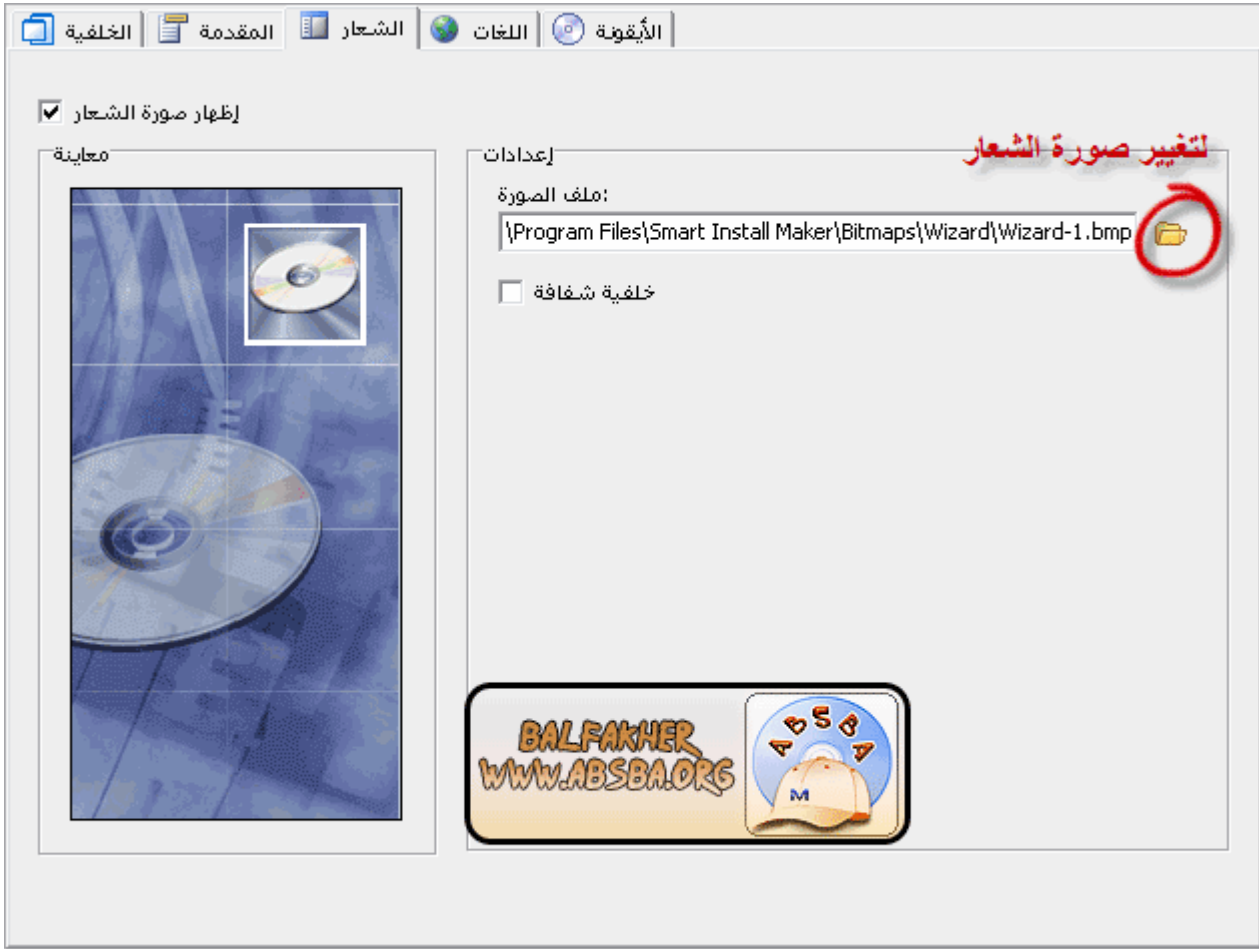 الخلفية
المقدمة
الشعار
اللغات
الأيقونة
إظهار صورة الشعار
معاينة
إعدادات
لتغيير صورة الشعار
ملف الصورة:
\Program Files\Smart Install Maker\Bitmaps\Wizard\Wizard-1.bmp
خلفية شفافة
BALFAKHER
WWW.ABSBA.ORG
ABSBA
M